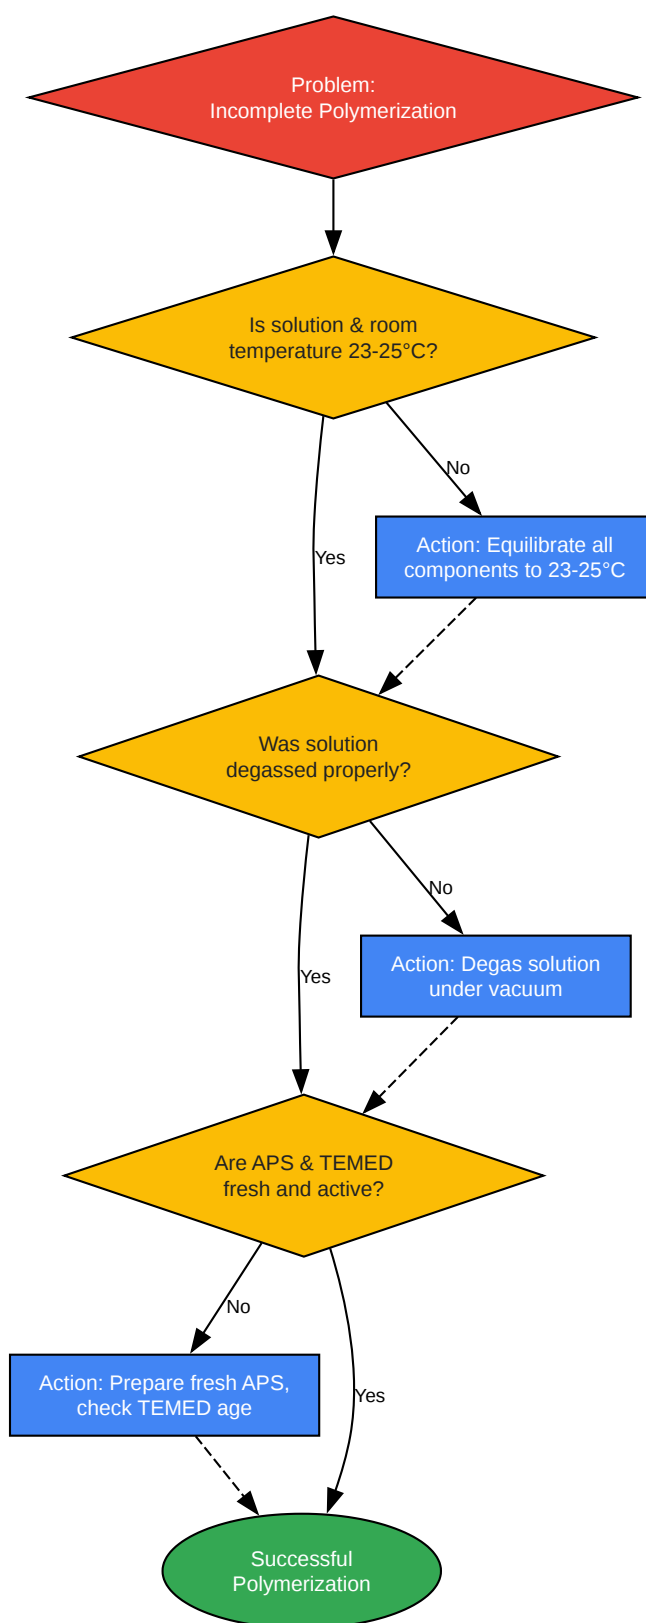 Problem:
Incomplete Polymerization
Is solution & room
temperature 23-25°C?
No
Action: Equilibrate all
components to 23-25°C
Yes
Was solution
degassed properly?
No
Action: Degas solution
under vacuum
Yes
Are APS & TEMED
fresh and active?
No
Action: Prepare fresh APS,
check TEMED age
Yes
Successful
Polymerization